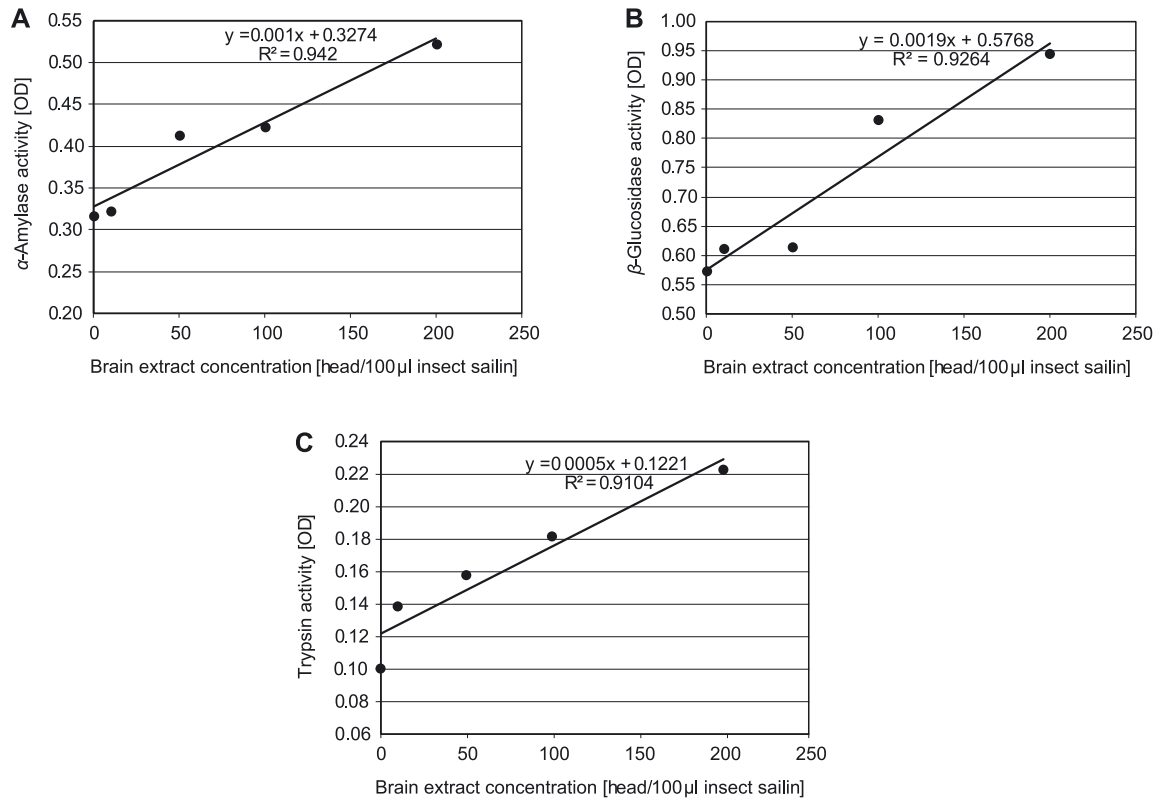 A
α-Amylase activity [OD]
0.55
0.50
0.45
0.40
0.35
0.30
0.25
0.20
y = 0.001x + 0.3274
R² = 0.942
0 50 100 150 200 250
Brain extract concentration [head/100 µl insect sailin]
B
β-Glucosidase activity [OD]
1.00
0.95
0.90
0.85
0.80
0.75
0.70
0.65
0.60
0.55
0.50
y = 0.0019x + 0.5768
R² = 0.9264
0 50 100 150 200 250
Brain extract concentration [head/100 µl insect sailin]
C
Trypsin activity [OD]
0.24
0.22
0.20
0.18
0.16
0.14
0.12
0.10
0.08
0.06
y = 0 0005x + 0.1221
R² = 0.9104
0 50 100 150 200 250
Brain extract concentration [head/100 µl insect sailin]